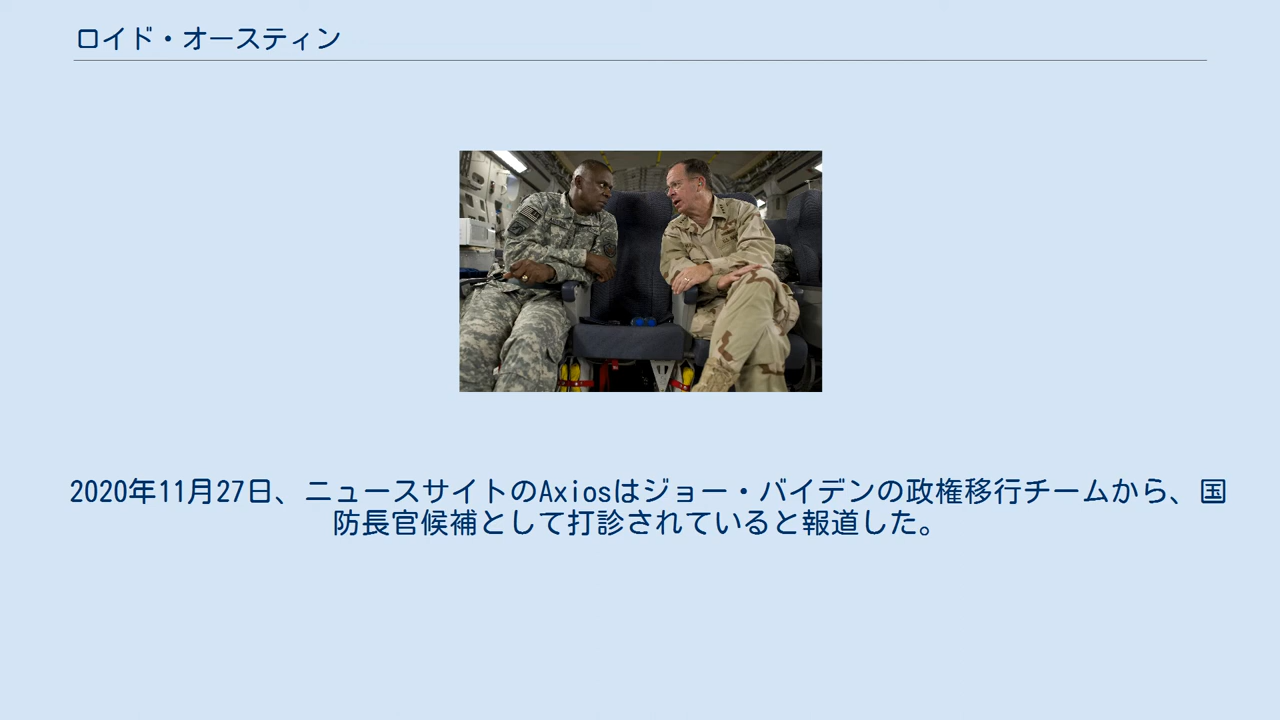 ロイド・オースティン
2020年11月27日、ニュースサイトのAxiosはジョー・バイデンの政権移行チームから、国
防長官候補として打診されていると報道した。